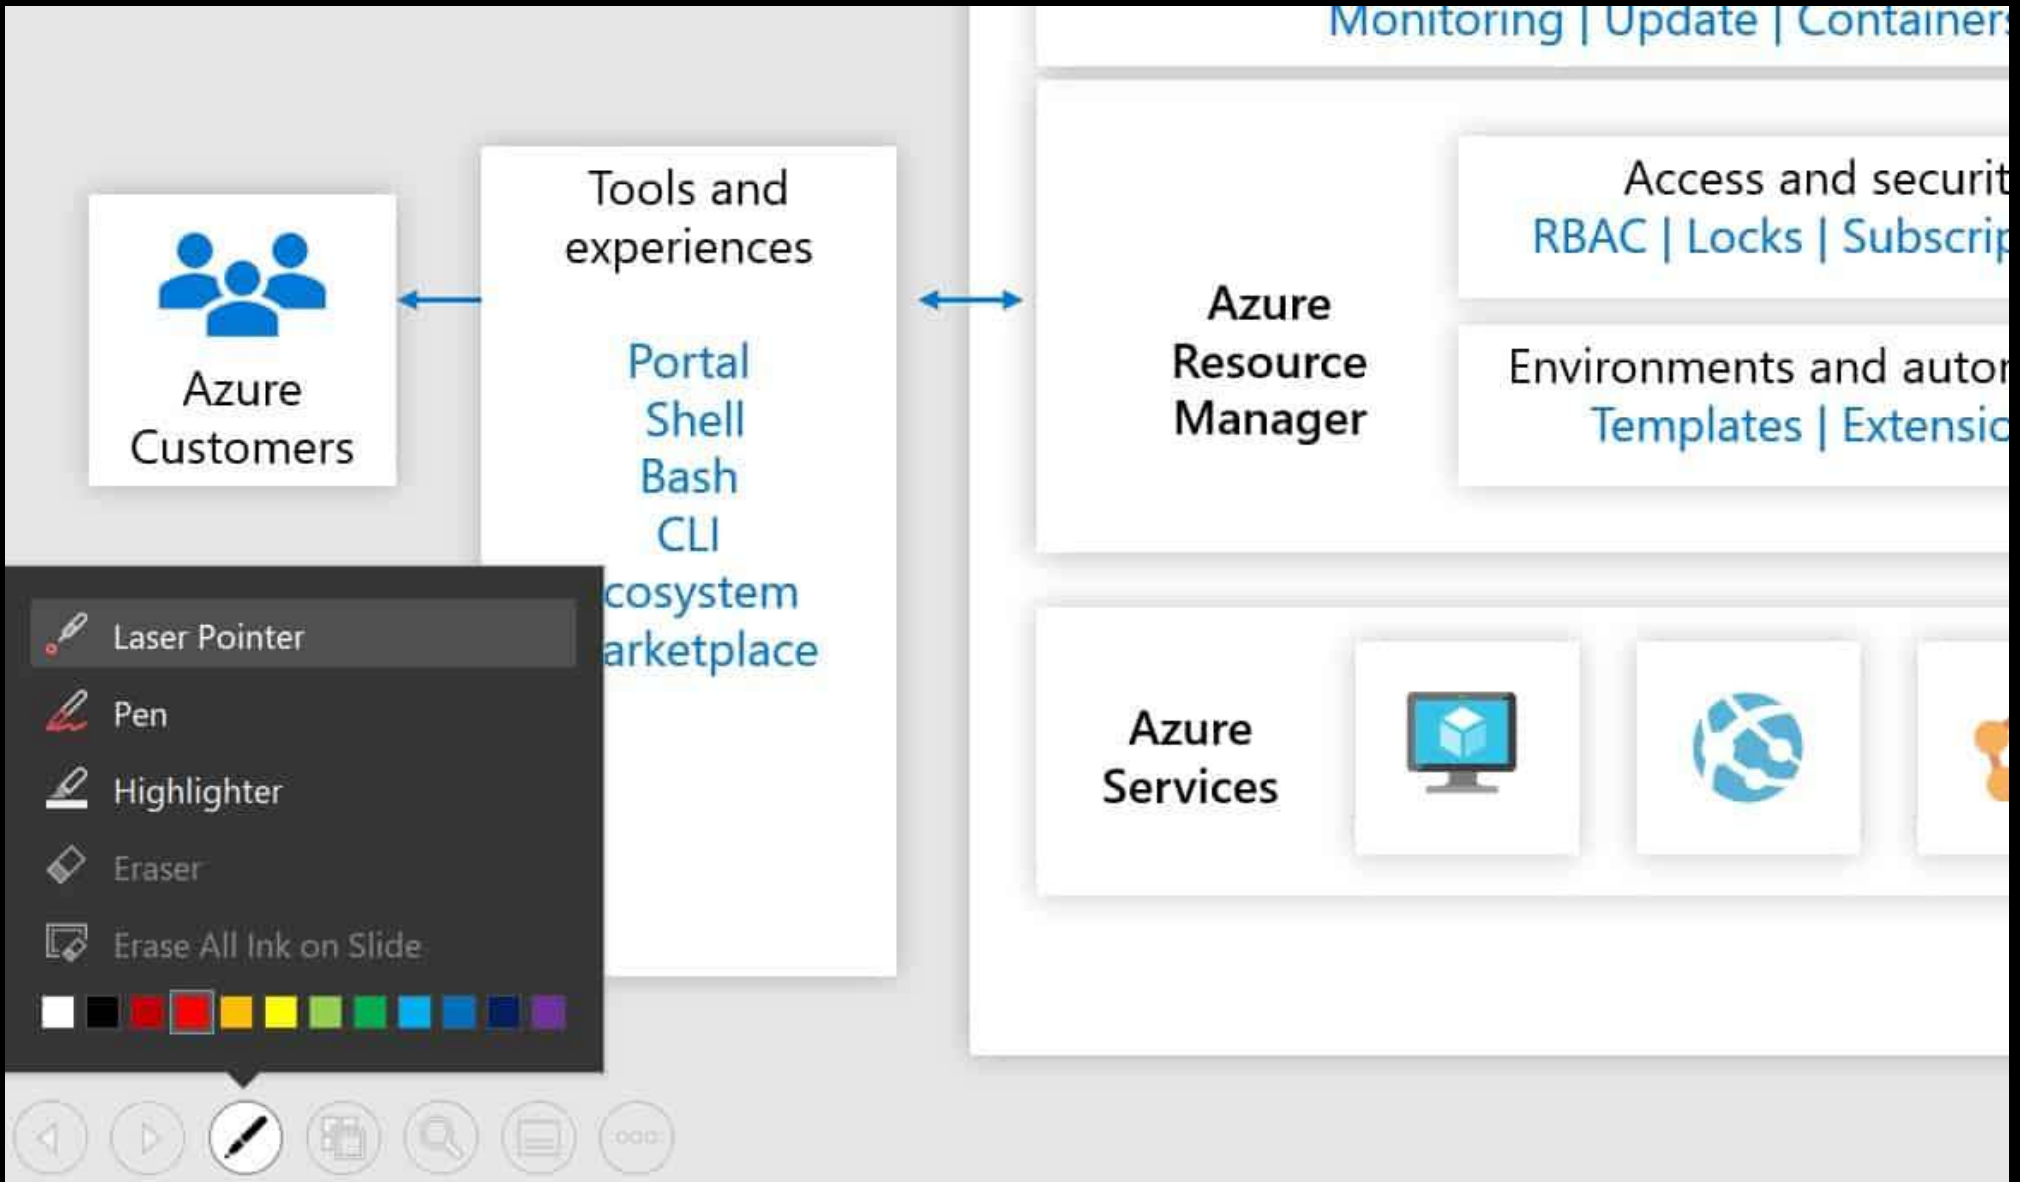 Monitoring | Update | Containers
Azure
Customers
Tools and
experiences
Portal
Shell
Bash
CLI
cosystem
arketplace
Azure
Resource
Manager
Access and securit
RBAC | Locks | Subscrip
Environments and autor
Templates | Extensio
Azure
Services
Laser Pointer
Pen
Highlighter
Eraser
Erase All Ink on Slide